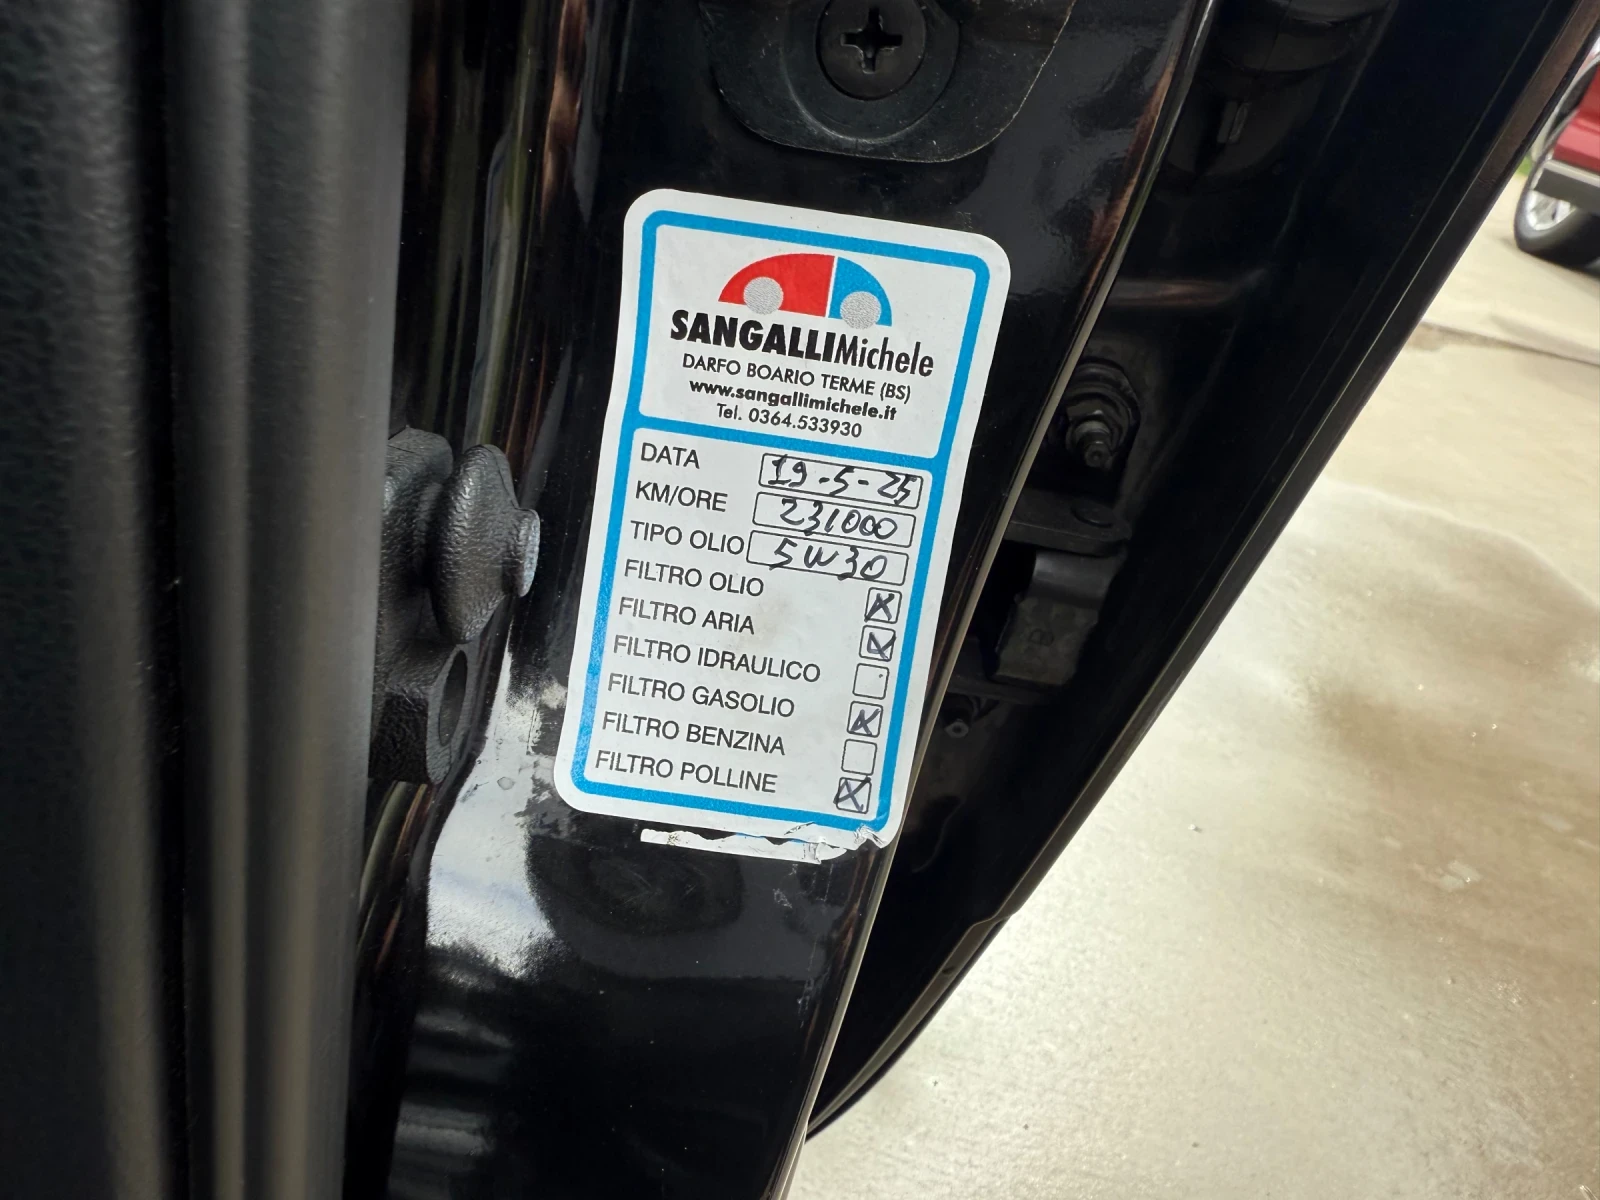 SANGALLIMichele
DARFO BOARIO TERME (BS)
www.sangallimichele.it
Tel. 0364.533930
DATA 19-5-25
KM/ORE 231000
TIPO OLIO 5W30
FILTRO OLIO
FILTRO ARIA
FILTRO IDRAULICO
FILTRO GASOLIO
FILTRO BENZINA
FILTRO POLLINE